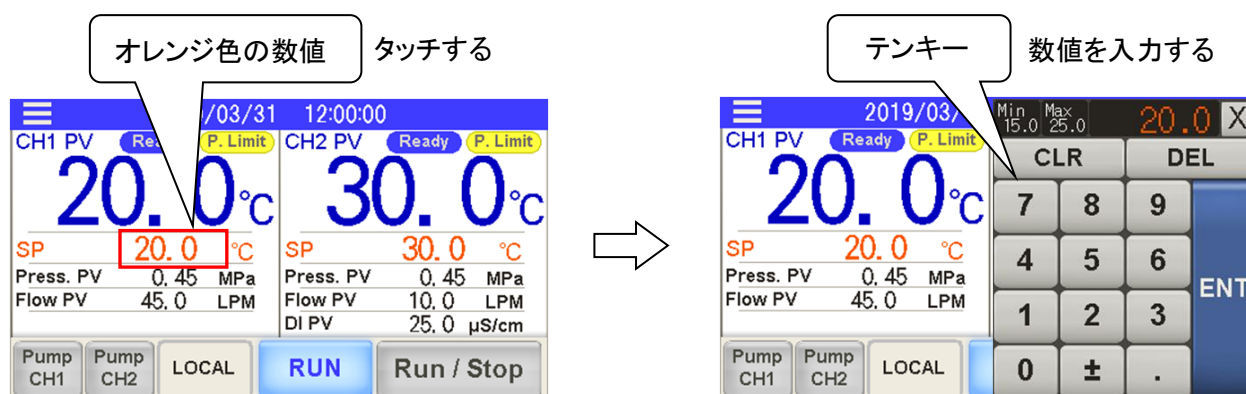 オレンジ色の数値
タッチする
/03/31 12:00:00
CH1 PV P. Limit
20.0 ℃
SP 20.0 ℃
Press. PV 0.45 MPa
Flow PV 45.0 LPM
CH2 PV Ready P. Limit
30.0 ℃
SP 30.0 ℃
Press. PV 0.45 MPa
Flow PV 10.0 LPM
DI PV 25.0 μS/cm
Pump CH1
Pump CH2
LOCAL
RUN
Run / Stop
テンキー
数値を入力する
2019/03/
CH1 PV Ready P. Limit
20.0 ℃
SP 20.0 ℃
Press. PV 0.45 MPa
Flow PV 45.0 LPM
Pump CH1
Pump CH2
LOCAL
Min 15.0 Max 25.0 20.0 X
CLR DEL
7 8 9
4 5 6
ENT
1 2 3
0 ± .